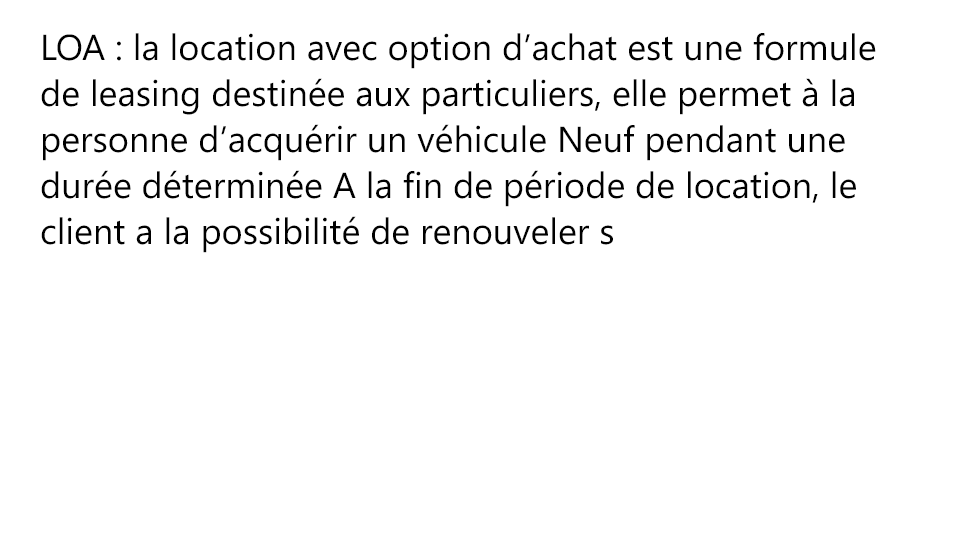 LOA : la location avec option d’achat est une formule
de leasing destinée aux particuliers, elle permet à la
personne d’acquérir un véhicule Neuf pendant une
durée déterminée A la fin de période de location, le
client a la possibilité de renouveler s